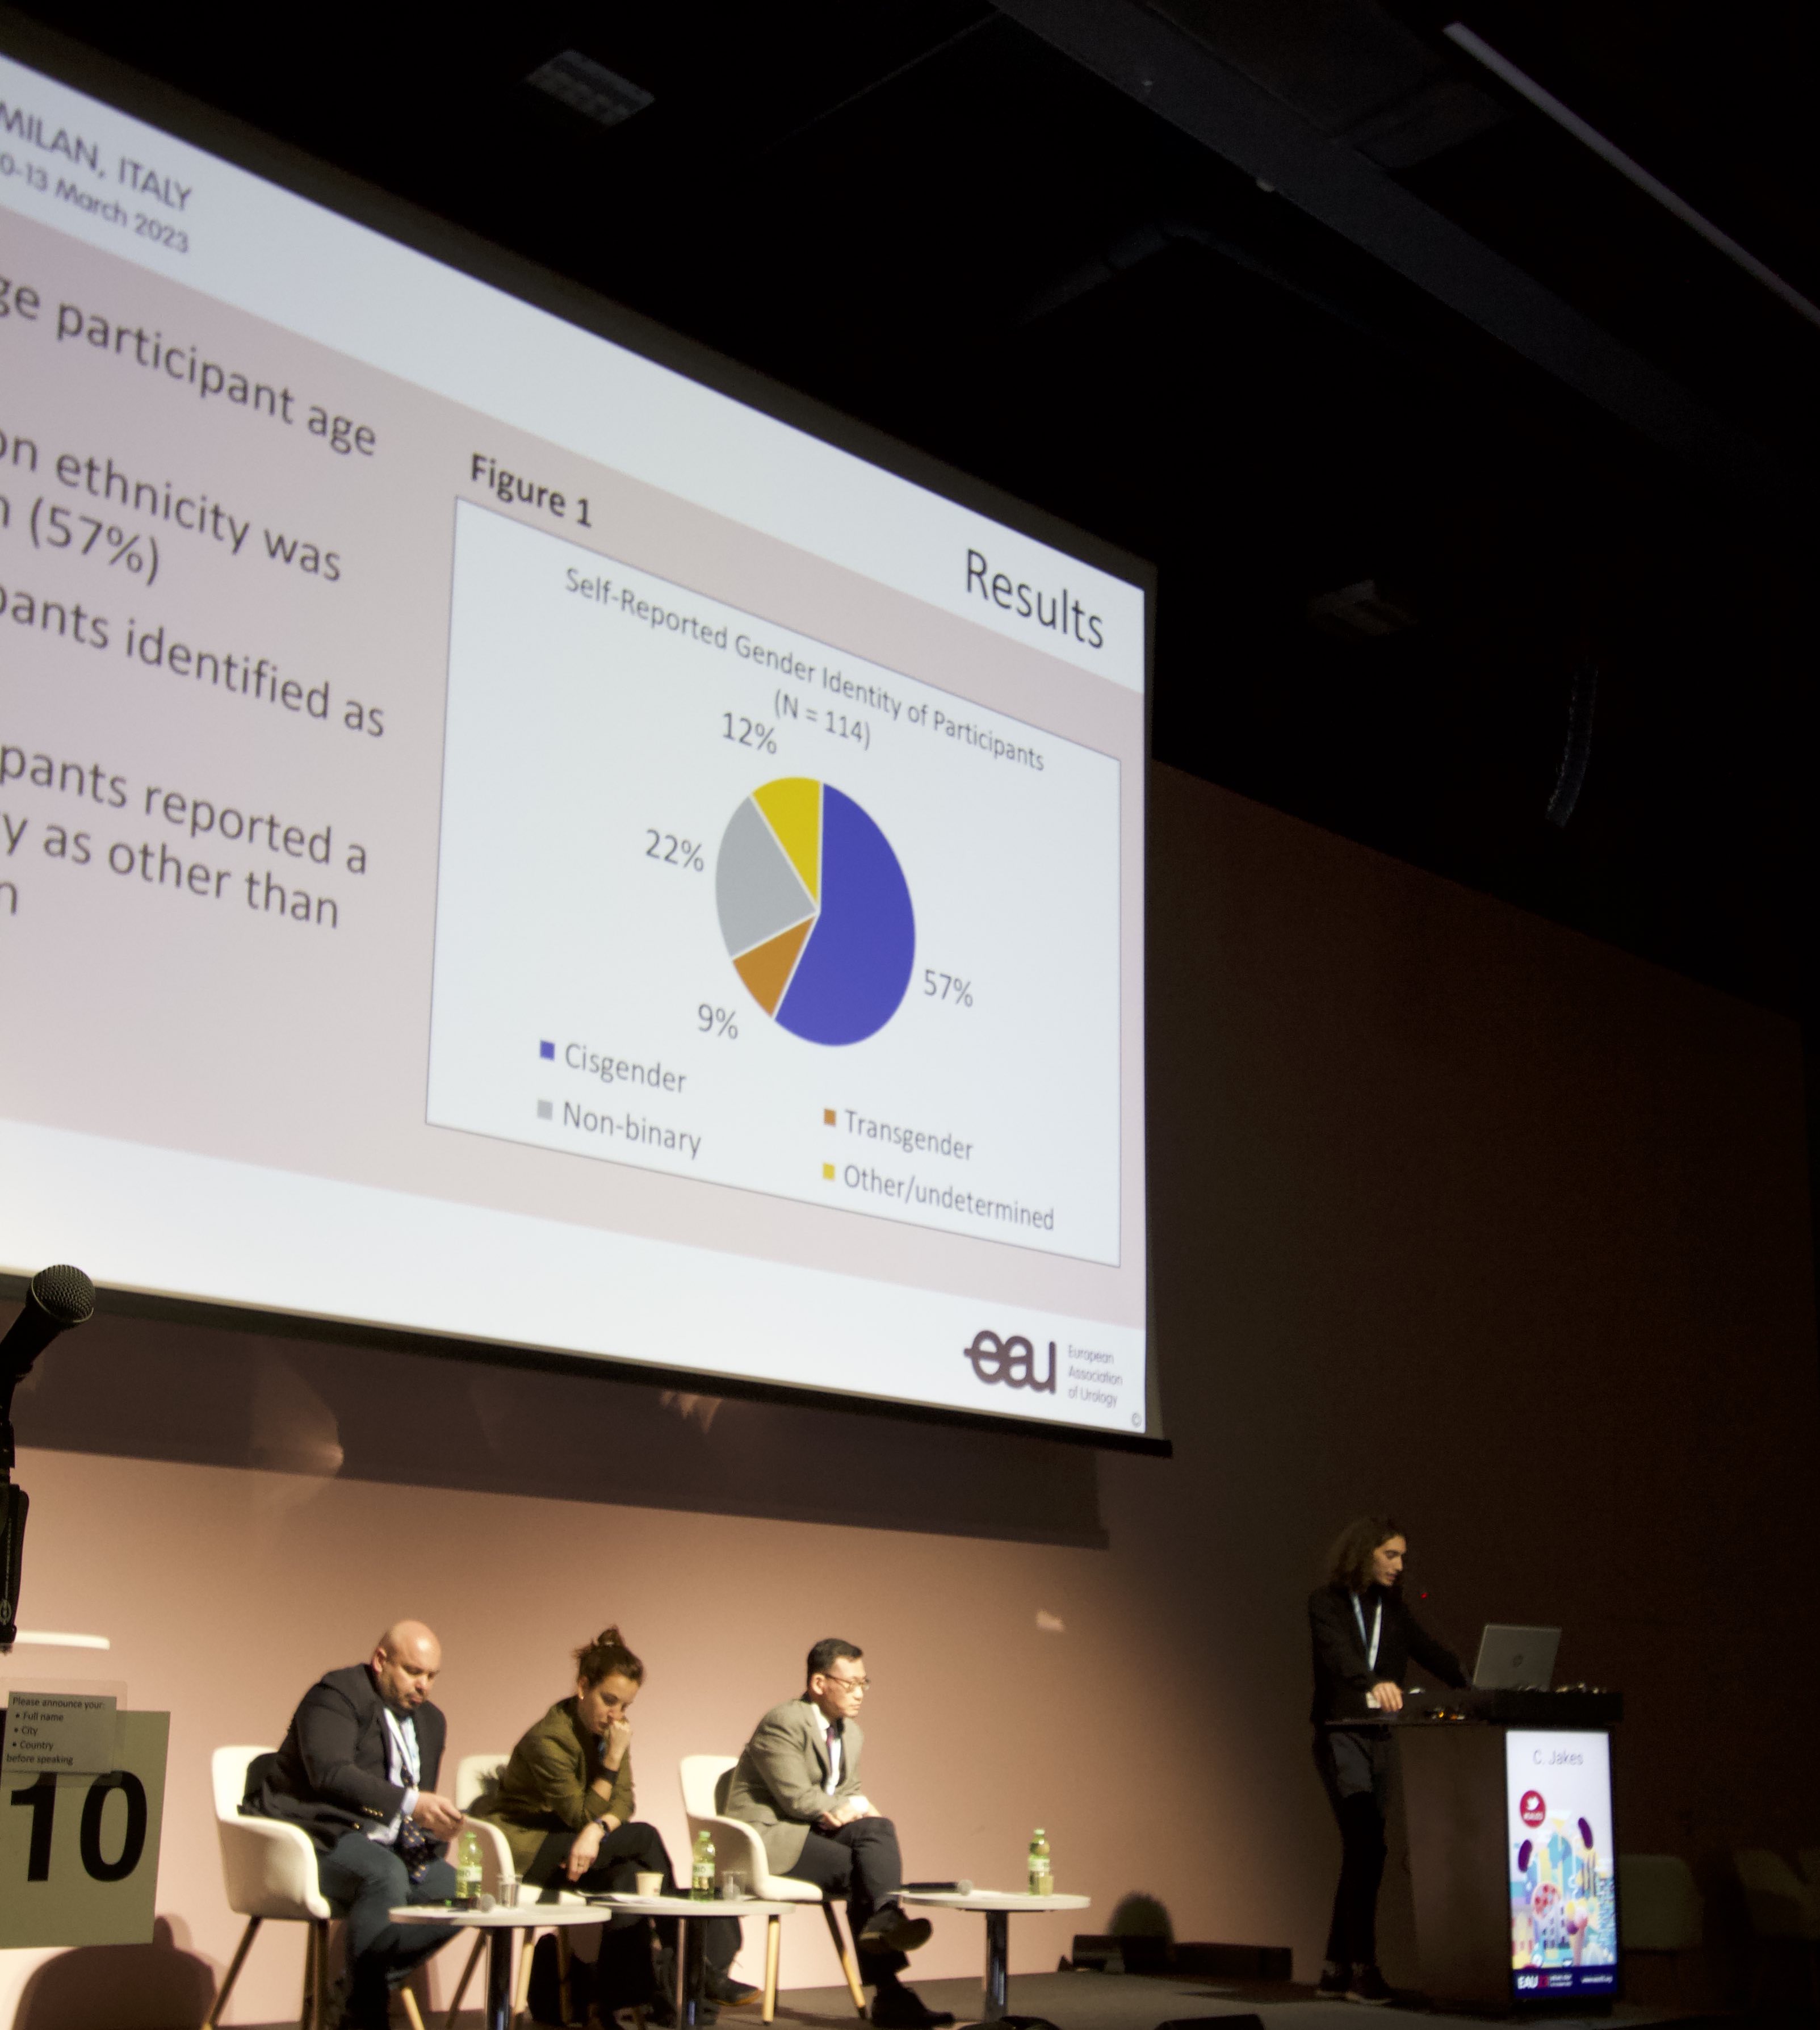 MILAN, ITALY
0-13 March 2023
Results
ge participant age
on ethnicity was
n (57%)
pants identified as
pants reported a
y as other than
n
Figure 1
Self-Reported Gender Identity of Participants
(N = 114)
12%
22%
57%
9%
Cisgender
Transgender
Non-binary
Other/undetermined
eau
European
Association
of Urology
©
Please announce your:
• Full name
• City
• Country
before speaking
10
C. Jakes
EAU